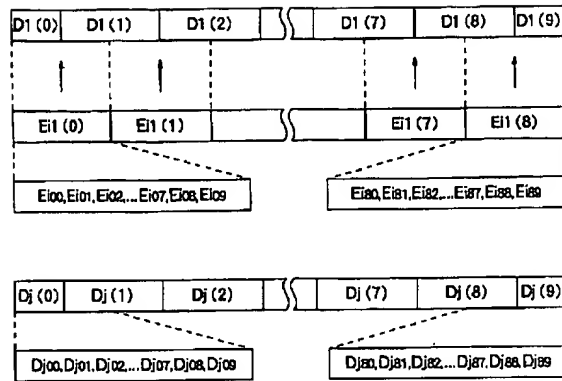 D1(0) D1(1) D1(2) D1(7) D1(8) D1(9)
Ei1(0) Ei1(1) Ei1(7) Ei1(8)
Ei00,Ei01,Ei02,...Ei07,Ei08,Ei09 Ei80,Ei81,Ei82,...Ei87,Ei88,Ei89
Dj(0) Dj(1) Dj(2) Dj(7) Dj(8) Dj(9)
Dj00,Dj01,Dj02,...Dj07,Dj08,Dj09 Dj80,Dj81,Dj82,...Dj87,Dj88,Dj89